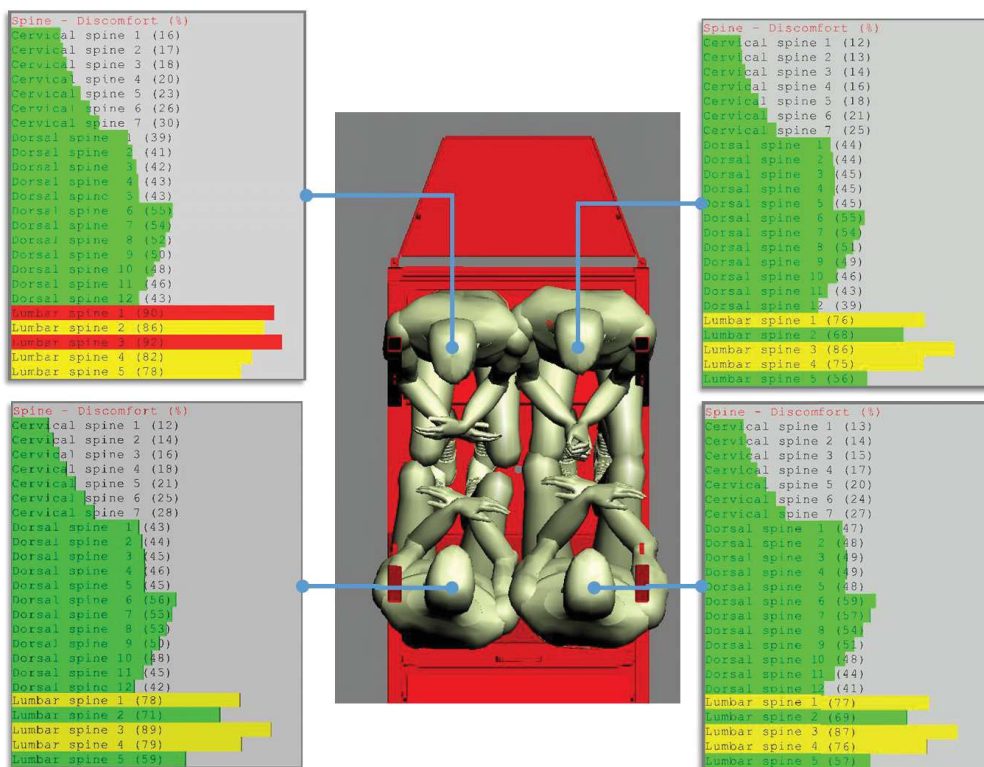 Spine - Discomfort (%)
Cervical spine 1 (16)
Cervical spine 2 (17)
Cervical spine 3 (18)
Cervical spine 4 (20)
Cervical spine 5 (23)
Cervical spine 6 (26)
Cervical spine 7 (30)
Dorsal spine 1 (39)
Dorsal spine 2 (41)
Dorsal spine 3 (42)
Dorsal spine 4 (43)
Dorsal spine 5 (43)
Dorsal spine 6 (55)
Dorsal spine 7 (54)
Dorsal spine 8 (52)
Dorsal spine 9 (50)
Dorsal spine 10 (48)
Dorsal spine 11 (46)
Dorsal spine 12 (43)
Lumbar spine 1 (90)
Lumbar spine 2 (86)
Lumbar spine 3 (92)
Lumbar spine 4 (82)
Lumbar spine 5 (78)
Spine - Discomfort (%)
Cervical spine 1 (12)
Cervical spine 2 (13)
Cervical spine 3 (14)
Cervical spine 4 (16)
Cervical spine 5 (18)
Cervical spine 6 (21)
Cervical spine 7 (25)
Dorsal spine 1 (44)
Dorsal spine 2 (44)
Dorsal spine 3 (45)
Dorsal spine 4 (45)
Dorsal spine 5 (45)
Dorsal spine 6 (55)
Dorsal spine 7 (54)
Dorsal spine 8 (51)
Dorsal spine 9 (49)
Dorsal spine 10 (46)
Dorsal spine 11 (43)
Dorsal spine 12 (39)
Lumbar spine 1 (76)
Lumbar spine 2 (68)
Lumbar spine 3 (86)
Lumbar spine 4 (75)
Lumbar spine 5 (56)
Spine - Discomfort (%)
Cervical spine 1 (12)
Cervical spine 2 (14)
Cervical spine 3 (16)
Cervical spine 4 (18)
Cervical spine 5 (21)
Cervical spine 6 (25)
Cervical spine 7 (28)
Dorsal spine 1 (43)
Dorsal spine 2 (44)
Dorsal spine 3 (45)
Dorsal spine 4 (46)
Dorsal spine 5 (45)
Dorsal spine 6 (56)
Dorsal spine 7 (55)
Dorsal spine 8 (53)
Dorsal spine 9 (50)
Dorsal spine 10 (48)
Dorsal spine 11 (45)
Dorsal spine 12 (42)
Lumbar spine 1 (78)
Lumbar spine 2 (71)
Lumbar spine 3 (89)
Lumbar spine 4 (79)
Lumbar spine 5 (59)
Spine - Discomfort (%)
Cervical spine 1 (13)
Cervical spine 2 (14)
Cervical spine 3 (15)
Cervical spine 4 (17)
Cervical spine 5 (20)
Cervical spine 6 (24)
Cervical spine 7 (27)
Dorsal spine 1 (47)
Dorsal spine 2 (48)
Dorsal spine 3 (49)
Dorsal spine 4 (49)
Dorsal spine 5 (48)
Dorsal spine 6 (59)
Dorsal spine 7 (57)
Dorsal spine 8 (54)
Dorsal spine 9 (51)
Dorsal spine 10 (48)
Dorsal spine 11 (44)
Dorsal spine 12 (41)
Lumbar spine 1 (77)
Lumbar spine 2 (69)
Lumbar spine 3 (87)
Lumbar spine 4 (76)
Lumbar spine 5 (57)